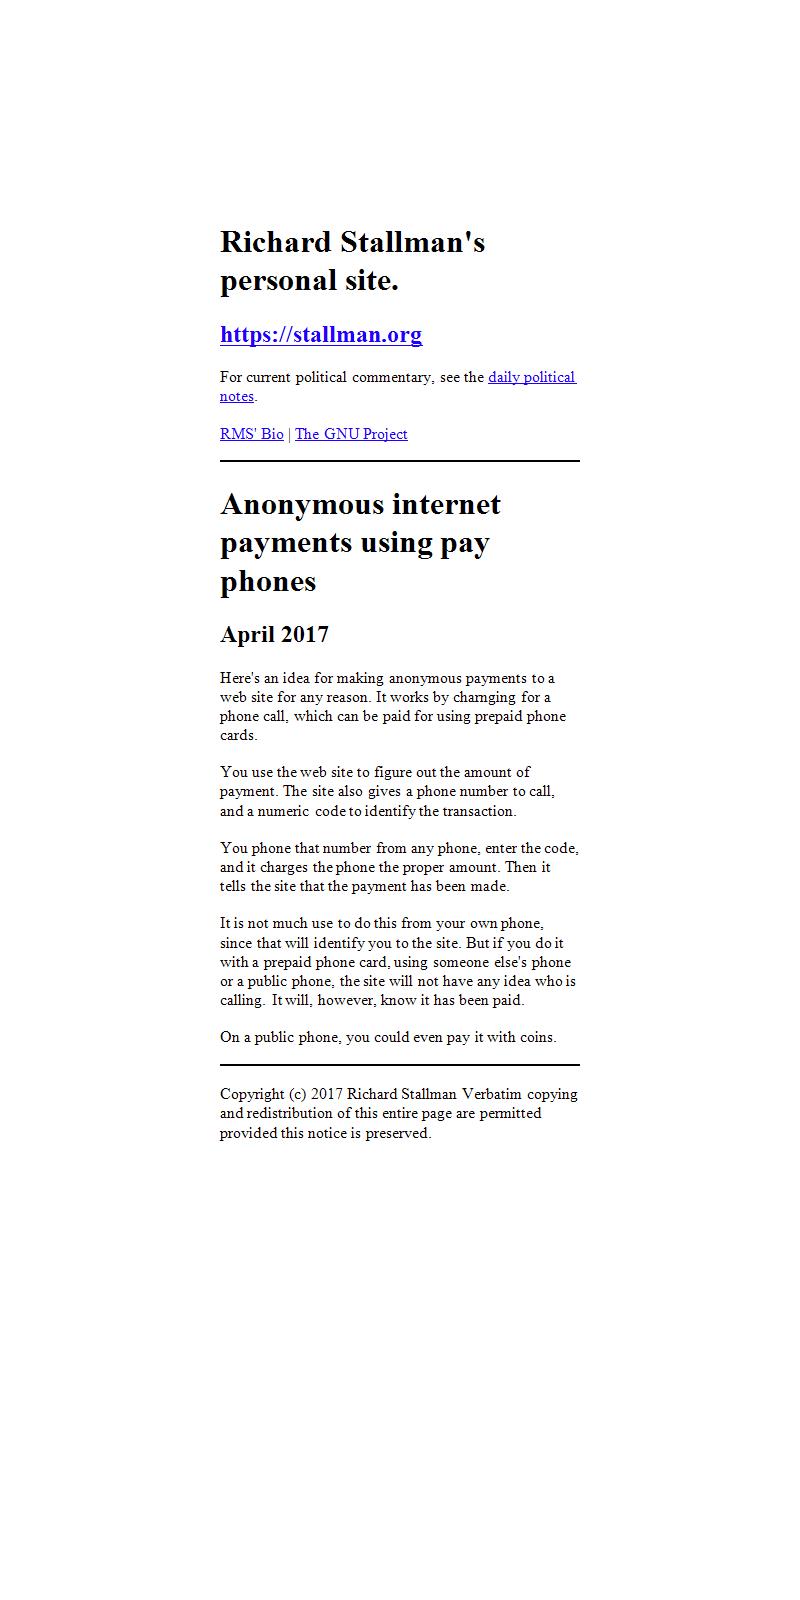 Richard Stallman's
personal site.
https://stallman.org
For current political commentary, see the daily political
notes.
RMS' Bio | The GNU Project
Anonymous internet
payments using pay
phones
April 2017
Here's an idea for making anonymous payments to a
web site for any reason. It works by charnging for a
phone call, which can be paid for using prepaid phone
cards.
You use the web site to figure out the amount of
payment. The site also gives a phone number to call,
and a numeric code to identify the transaction.
You phone that number from any phone, enter the code,
and it charges the phone the proper amount. Then it
tells the site that the payment has been made.
It is not much use to do this from your own phone,
since that will identify you to the site. But if you do it
with a prepaid phone card, using someone else's phone
or a public phone, the site will not have any idea who is
calling. It will, however, know it has been paid.
On a public phone, you could even pay it with coins.
Copyright (c) 2017 Richard Stallman Verbatim copying
and redistribution of this entire page are permitted
provided this notice is preserved.